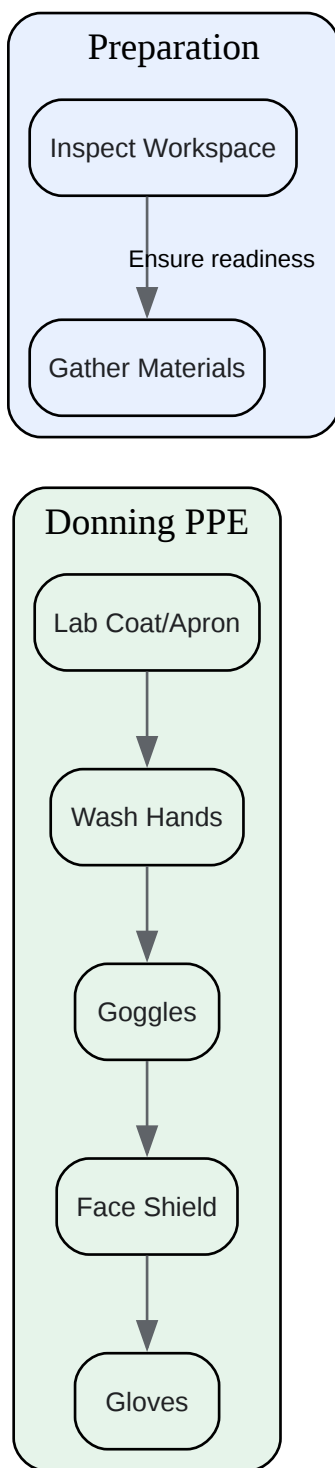 Preparation
Inspect Workspace
Ensure readiness
Gather Materials
Donning PPE
Lab Coat/Apron
Wash Hands
Goggles
Face Shield
Gloves